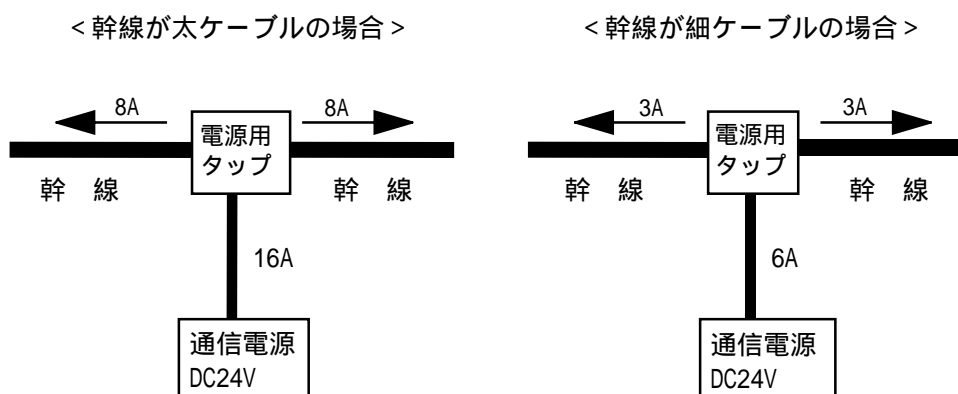 <幹線が太ケーブルの場合>
8A 8A
電源用
タップ
幹 線 幹 線
16A
通信電源
DC24V
<幹線が細ケーブルの場合>
3A 3A
電源用
タップ
幹 線 幹 線
6A
通信電源
DC24V